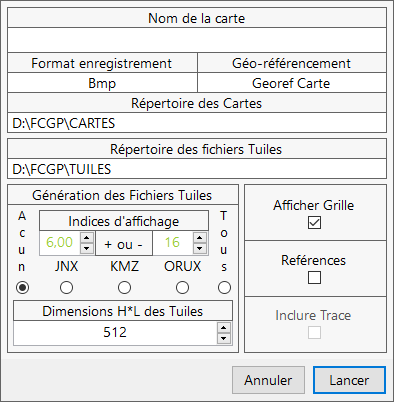 Nom de la carte
Format enregistrement
Géo-référencement
Bmp
Georef Carte
Répertoire des Cartes
D:\FCGP\CARTES
Répertoire des fichiers Tuiles
D:\FCGP\TUILES
Génération des Fichiers Tuiles
Acun
Indices d'affichage
Tous
6,00
+ ou -
16
JNX
KMZ
ORUX
Dimensions H*L des Tuiles
512
Afficher Grille
Références
Inclure Trace
Annuler
Lancer